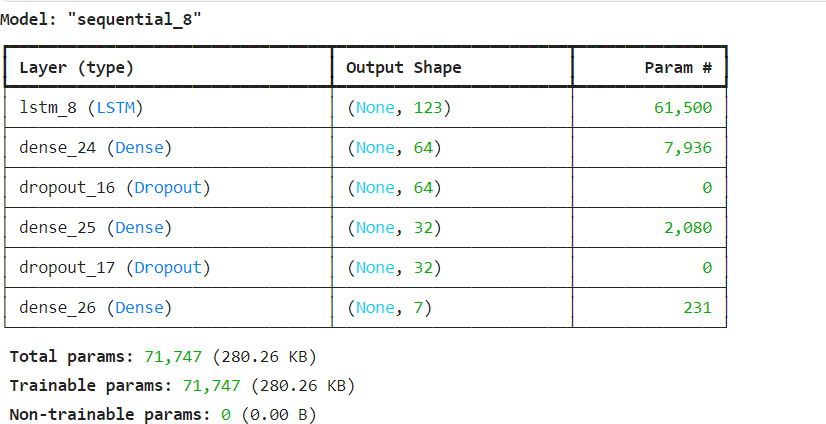 Model: "sequential_8"
Layer (type) Output Shape Param #
lstm_8 (LSTM) (None, 123) 61,500
dense_24 (Dense) (None, 64) 7,936
dropout_16 (Dropout) (None, 64) 0
dense_25 (Dense) (None, 32) 2,080
dropout_17 (Dropout) (None, 32) 0
dense_26 (Dense) (None, 7) 231
Total params: 71,747 (280.26 KB)
Trainable params: 71,747 (280.26 KB)
Non-trainable params: 0 (0.00 B)